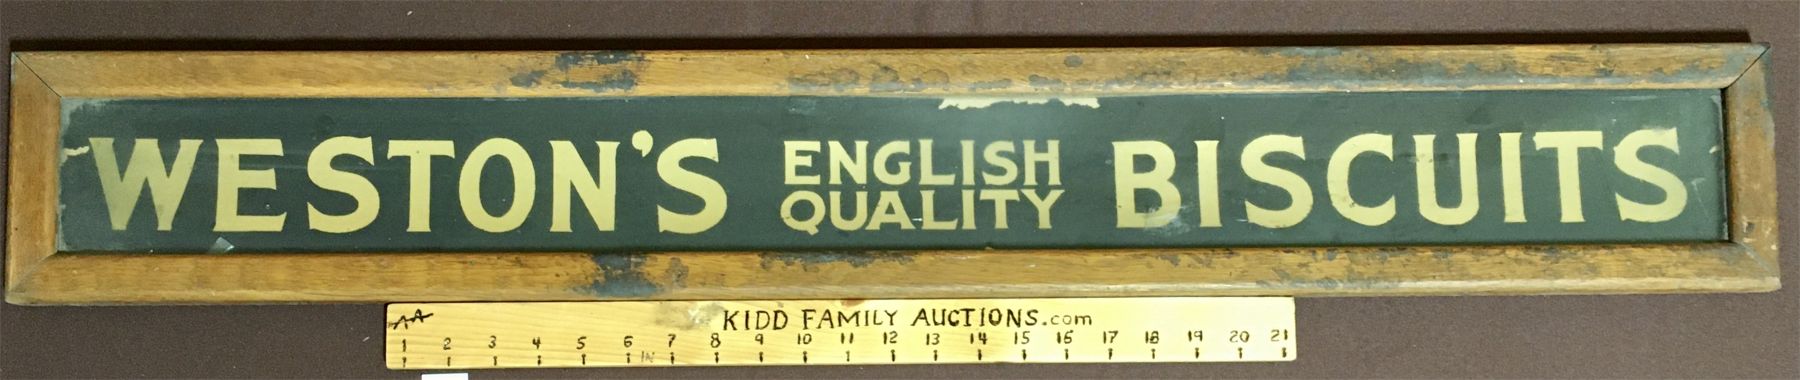 WESTON'S ENGLISH QUALITY BISCUITS
KIDD FAMILY AUCTIONS.com
1 2 3 4 5 6 7 8 9 10 11 12 13 14 15 16 17 18 19 20 21
IN